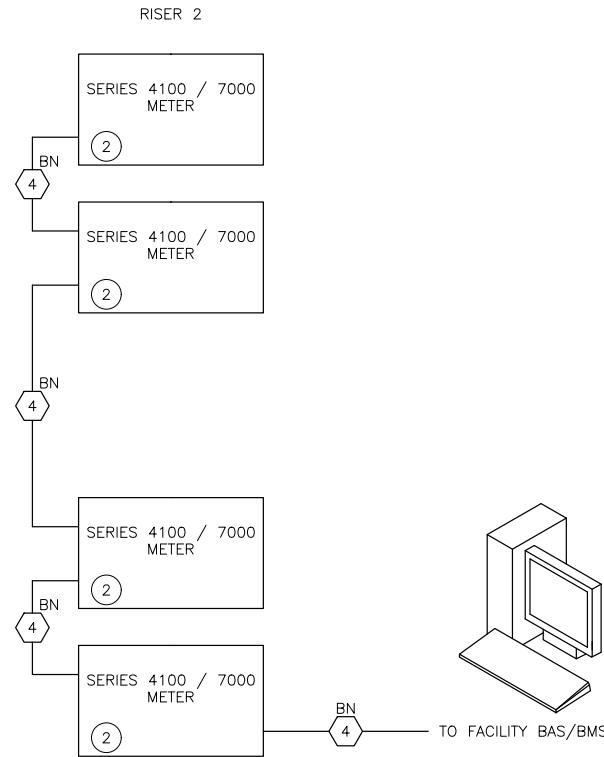 RISER 2
SERIES 4100 / 7000
METER
2
BN
4
SERIES 4100 / 7000
METER
2
BN
4
SERIES 4100 / 7000
METER
2
BN
4
SERIES 4100 / 7000
METER
2
BN
4
TO FACILITY BAS/BMS